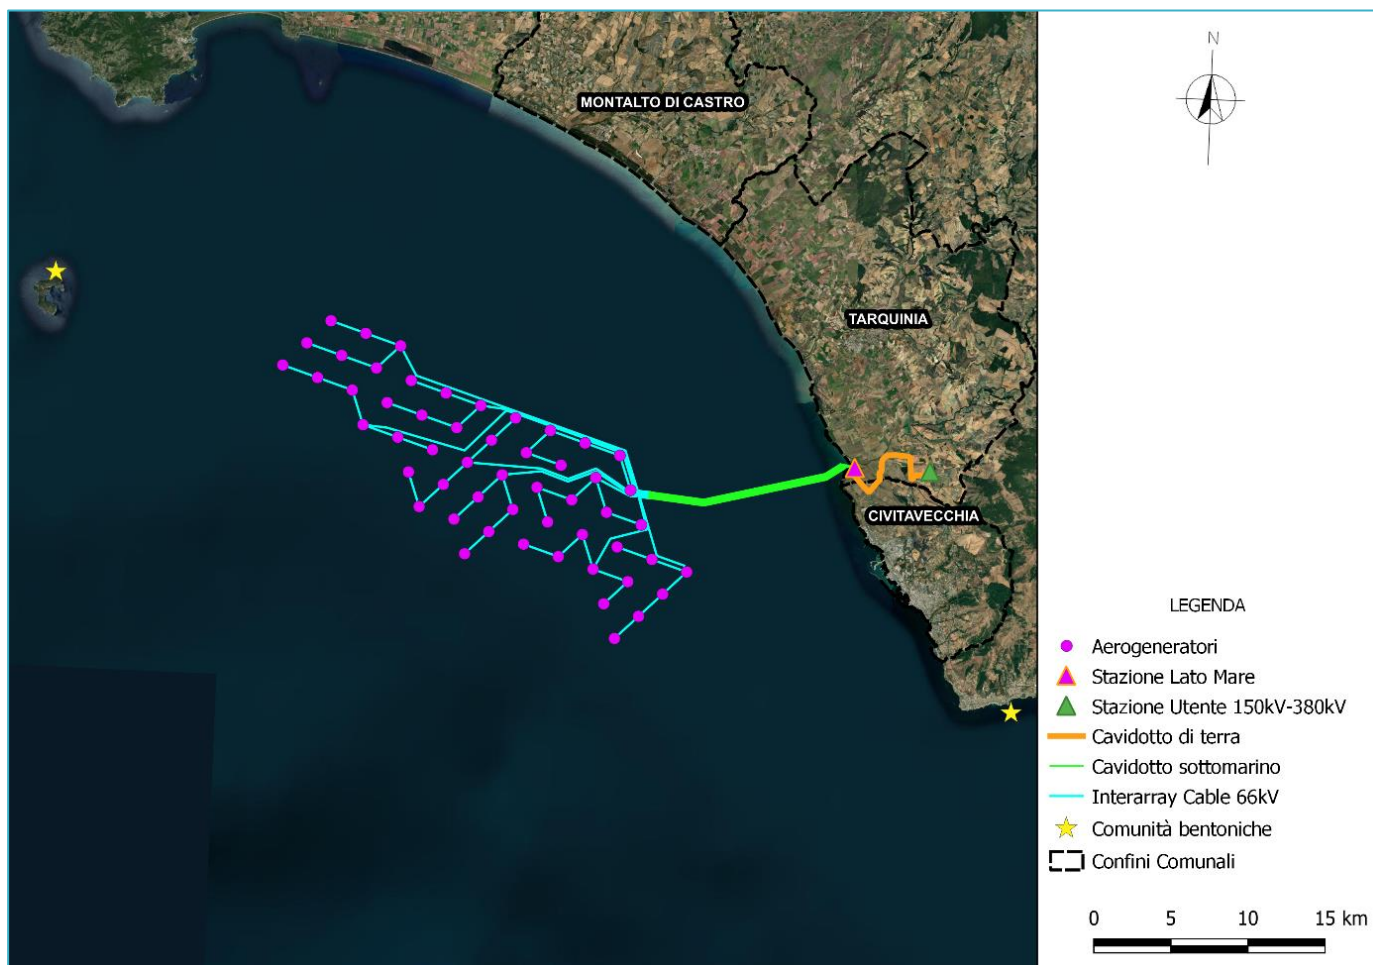 N
MONTALTO DI CASTRO
TARQUINIA
CIVITAVECCHIA
LEGENDA
Aerogeneratori
Stazione Lato Mare
Stazione Utente 150kV-380kV
Cavidotto di terra
Cavidotto sottomarino
Interarray Cable 66kV
Comunità bentoniche
Confini Comunali
0 5 10 15 km